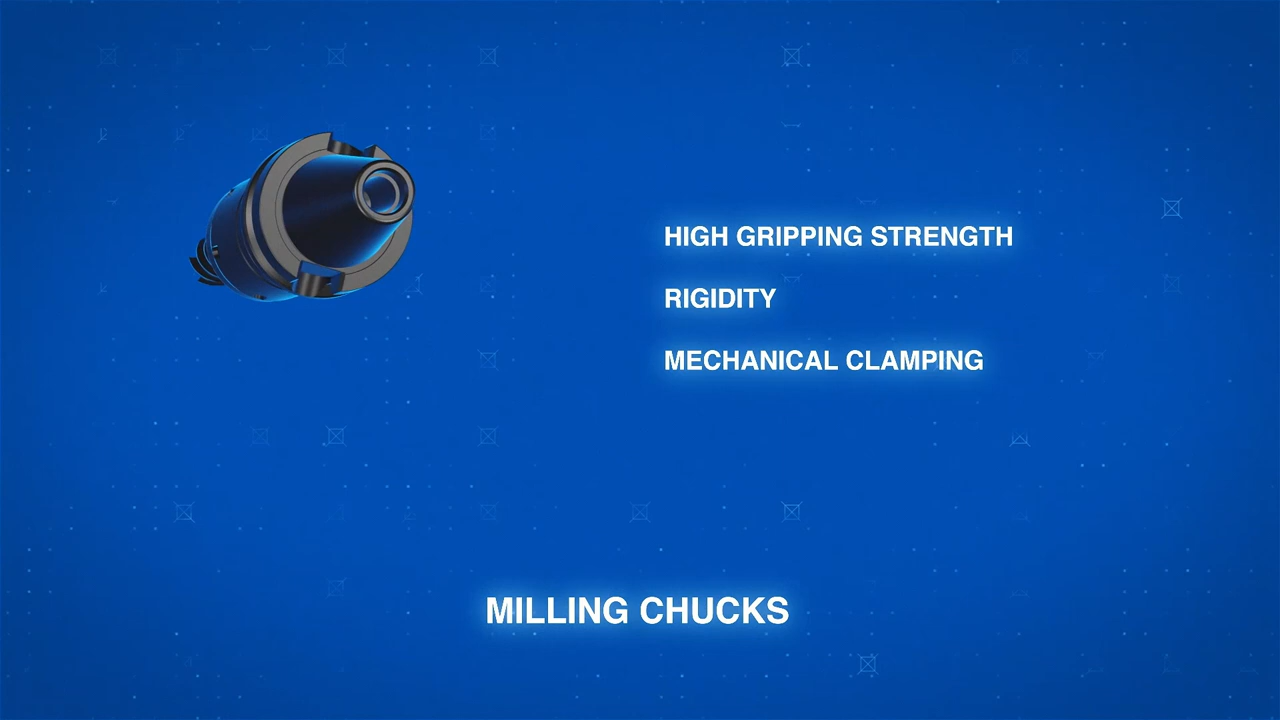 HIGH GRIPPING STRENGTH
RIGIDITY
MECHANICAL CLAMPING
MILLING CHUCKS